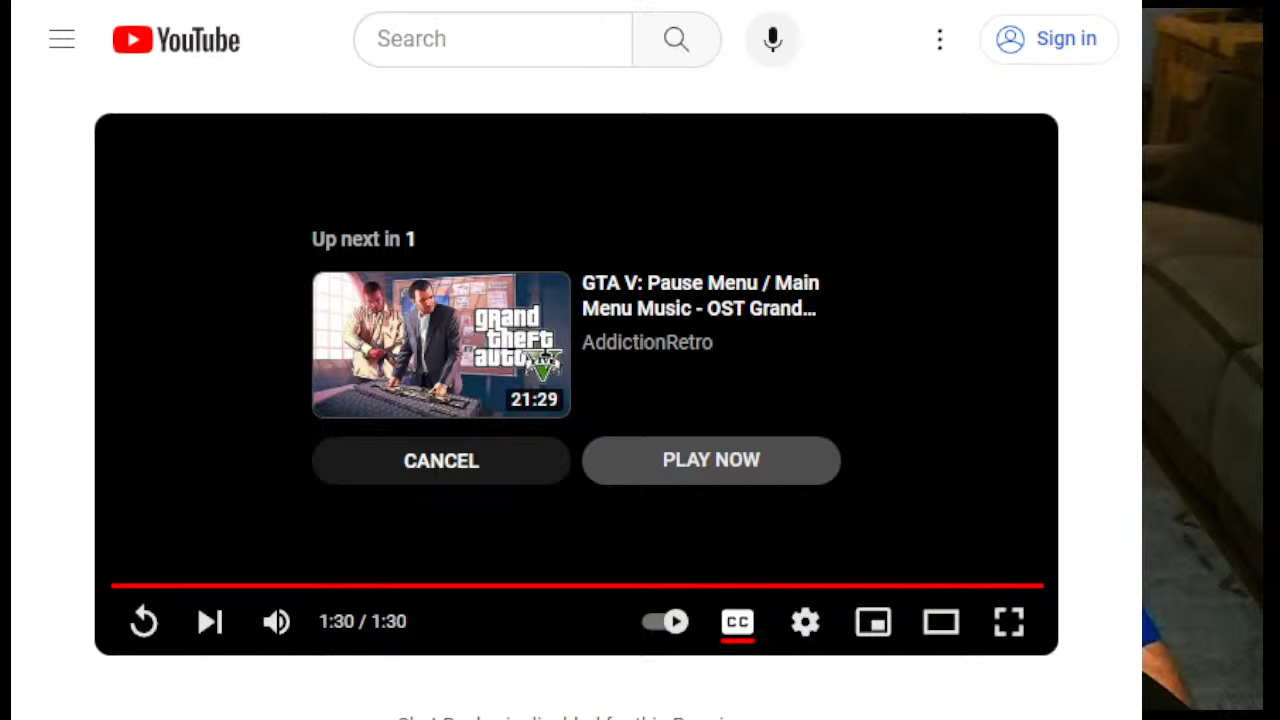 YouTube
Search
Sign in
Up next in 1
grand
theft
auto
V
21:29
GTA V: Pause Menu / Main
Menu Music - OST Grand...
AddictionRetro
CANCEL
PLAY NOW
1:30 / 1:30
CC